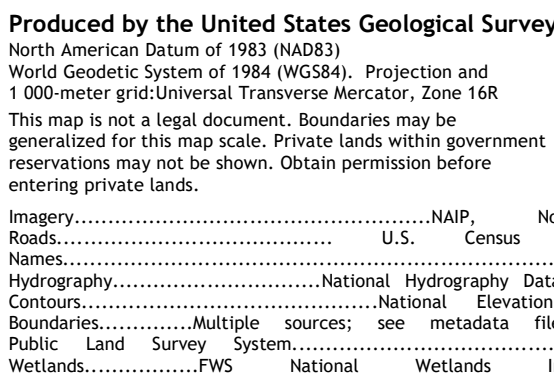 Produced by the United States Geological Survey
North American Datum of 1983 (NAD83)
World Geodetic System of 1984 (WGS84).  Projection and
1 000-meter grid:Universal Transverse Mercator, Zone 16R
This map is not a legal document. Boundaries may be
generalized for this map scale. Private lands within government
reservations may not be shown. Obtain permission before
entering private lands.
Imagery.....................................................NAIP,
Roads......................................... U.S. Census
Names.....................................................................
Hydrography...............................National Hydrography
Contours............................................National Elevation
Boundaries..............Multiple sources; see metadata
Public Land Survey System.......................................
Wetlands.................FWS National Wetlands